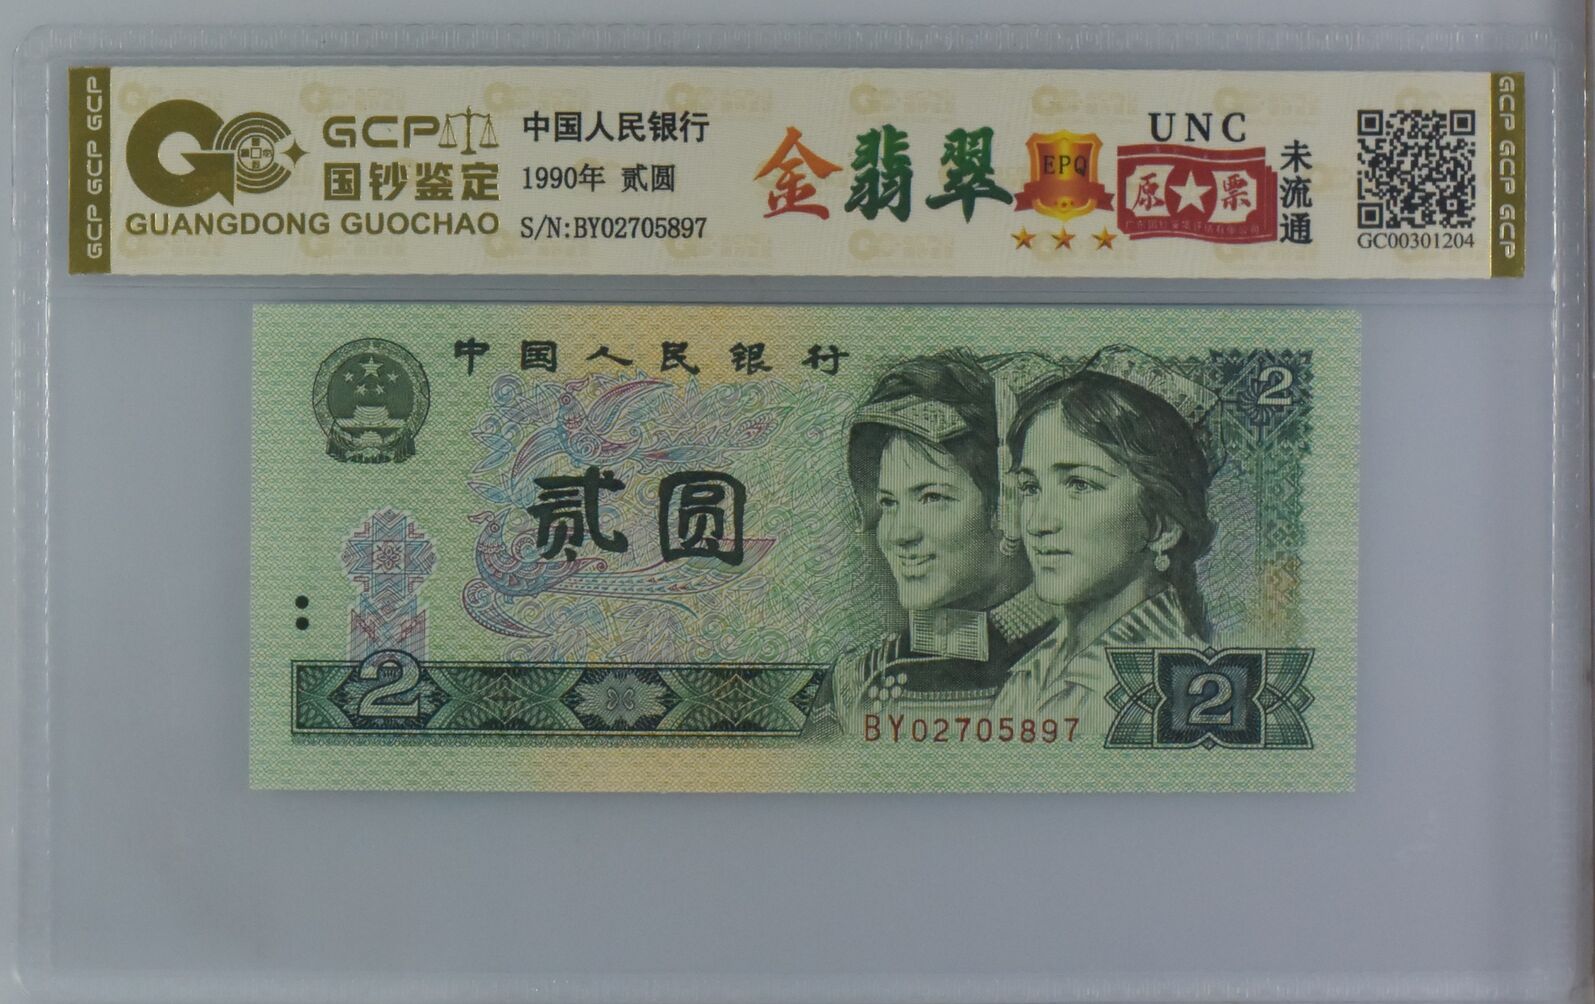 GCP GCP GCP
GCP
国钞鉴定
GUANGDONG GUOCHAO
中国人民银行
1990年 贰圆
S/N:BY02705897
金翡翠
EPQ
UNC
原★票
未流通
GC00301204
GCP GCP GCP
中国人民银行
2
贰圆
2
BY02705897
2